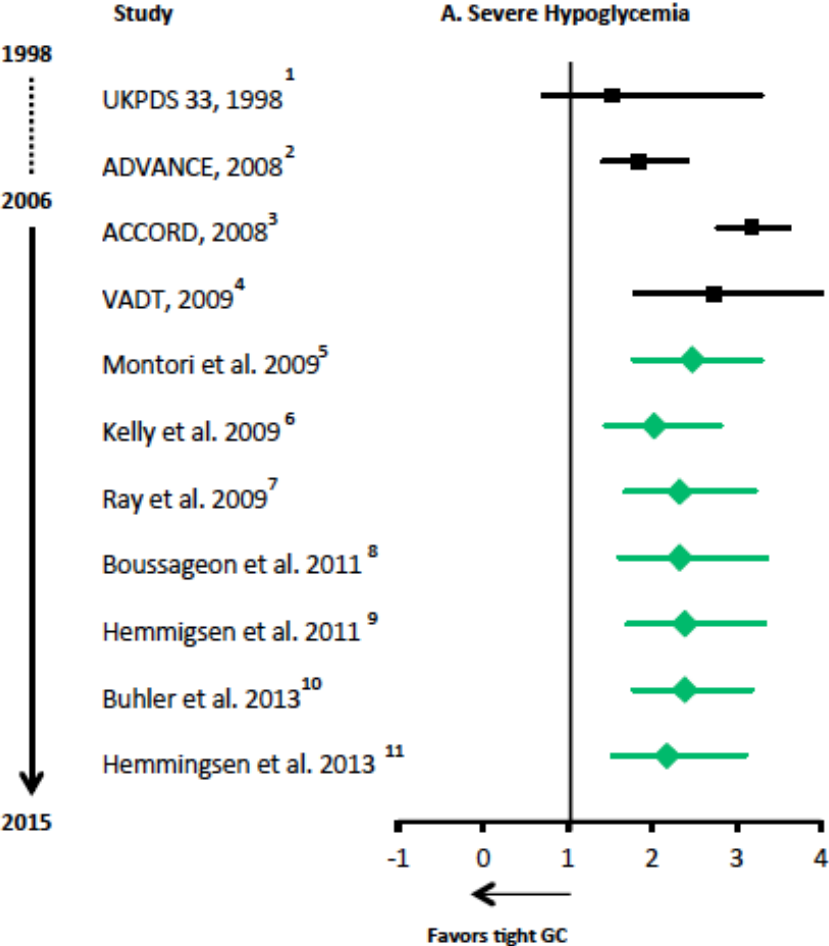 Study A. Severe Hypoglycemia
1998
UKPDS 33, 1998 1
ADVANCE, 2008 2
2006
ACCORD, 2008 3
VADT, 2009 4
Montori et al. 2009 5
Kelly et al. 2009 6
Ray et al. 2009 7
Boussageon et al. 2011 8
Hemmigsen et al. 2011 9
Buhler et al. 2013 10
Hemmingsen et al. 2013 11
2015
-1 0 1 2 3 4
Favors tight GC